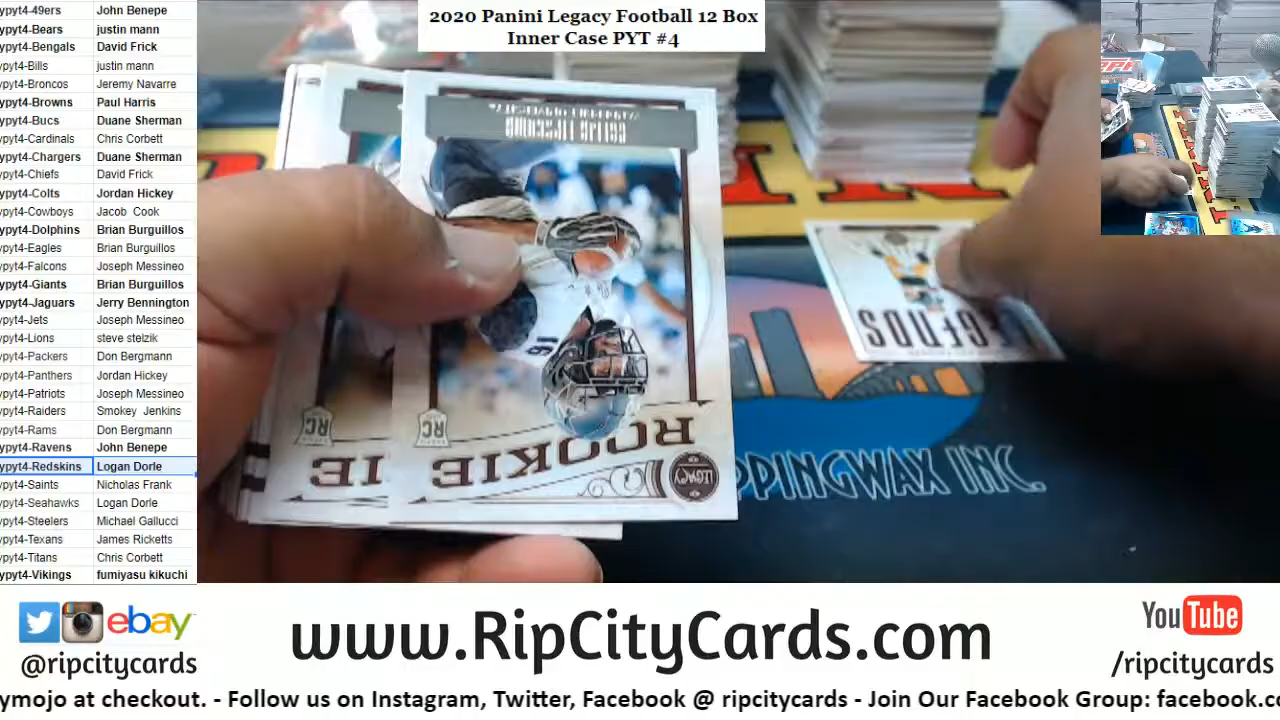 2020 Panini Legacy Football 12 Box
Inner Case PYT #4
ypyt4-49ers John Benepe
ypyt4-Bears justin mann
ypyt4-Bengals David Frick
ypyt4-Bills justin mann
ypyt4-Broncos Jeremy Navarre
ypyt4-Browns Paul Harris
ypyt4-Bucs Duane Sherman
ypyt4-Cardinals Chris Corbett
ypyt4-Chargers Duane Sherman
ypyt4-Chiefs David Frick
ypyt4-Colts Jordan Hickey
ypyt4-Cowboys Jacob Cook
ypyt4-Dolphins Brian Burguillos
ypyt4-Eagles Brian Burguillos
ypyt4-Falcons Joseph Messineo
ypyt4-Giants Brian Burguillos
ypyt4-Jaguars Jerry Bennington
ypyt4-Jets Joseph Messineo
ypyt4-Lions steve stelzik
ypyt4-Packers Don Bergmann
ypyt4-Panthers Jordan Hickey
ypyt4-Patriots Joseph Messineo
ypyt4-Raiders Smokey Jenkins
ypyt4-Rams Don Bergmann
ypyt4-Ravens John Benepe
ypyt4-Redskins Logan Dorle
ypyt4-Saints Nicholas Frank
ypyt4-Seahawks Logan Dorle
ypyt4-Steelers Michael Gallucci
ypyt4-Texans James Ricketts
ypyt4-Titans Chris Corbett
ypyt4-Vikings fumiyasu kikuchi
ROOKIE
LEGACY
RC
RC
IE
16
EGENDS
PPINGWAX INC.
ebay
@ripcitycards
www.RipCityCards.com
YouTube
/ripcitycards
ymojo at checkout. - Follow us on Instagram, Twitter, Facebook @ ripcitycards - Join Our Facebook Group: facebook.c